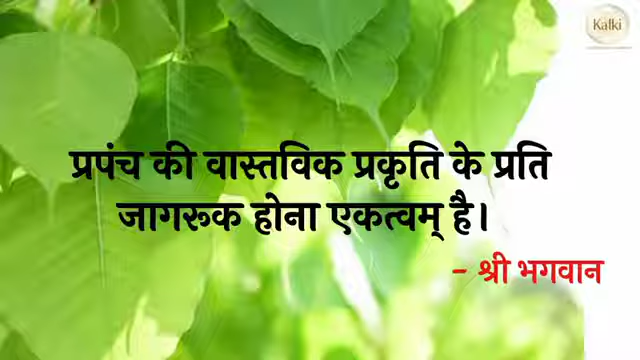 Kalki
प्रपंच की वास्तविक प्रकृति के प्रति
जागरूक होना एकत्वम् है।
- श्री भगवान